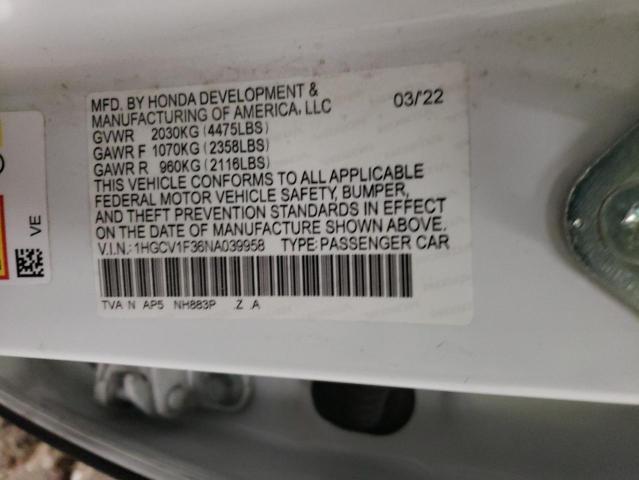 MFD. BY HONDA DEVELOPMENT & 03/22
MANUFACTURING OF AMERICA, LLC
GVWR 2030KG (4475LBS)
GAWR F 1070KG (2358LBS)
GAWR R 960KG (2116LBS)
THIS VEHICLE CONFORMS TO ALL APPLICABLE
FEDERAL MOTOR VEHICLE SAFETY, BUMPER,
AND THEFT PREVENTION STANDARDS IN EFFECT
ON THE DATE OF MANUFACTURE SHOWN ABOVE.
V.I.N.: 1HGCV1F36NA039958 TYPE: PASSENGER CAR
TVA N AP5 NH883P .Z .A
VE